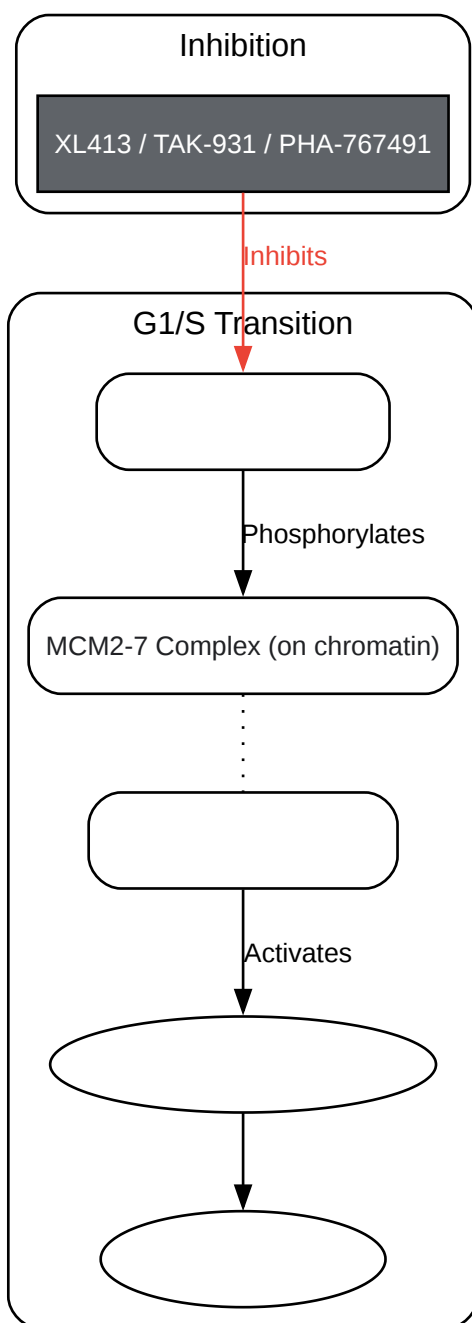 Inhibition
XL413 / TAK-931 / PHA-767491
Inhibits
G1/S Transition
Phosphorylates
MCM2-7 Complex (on chromatin)
Activates